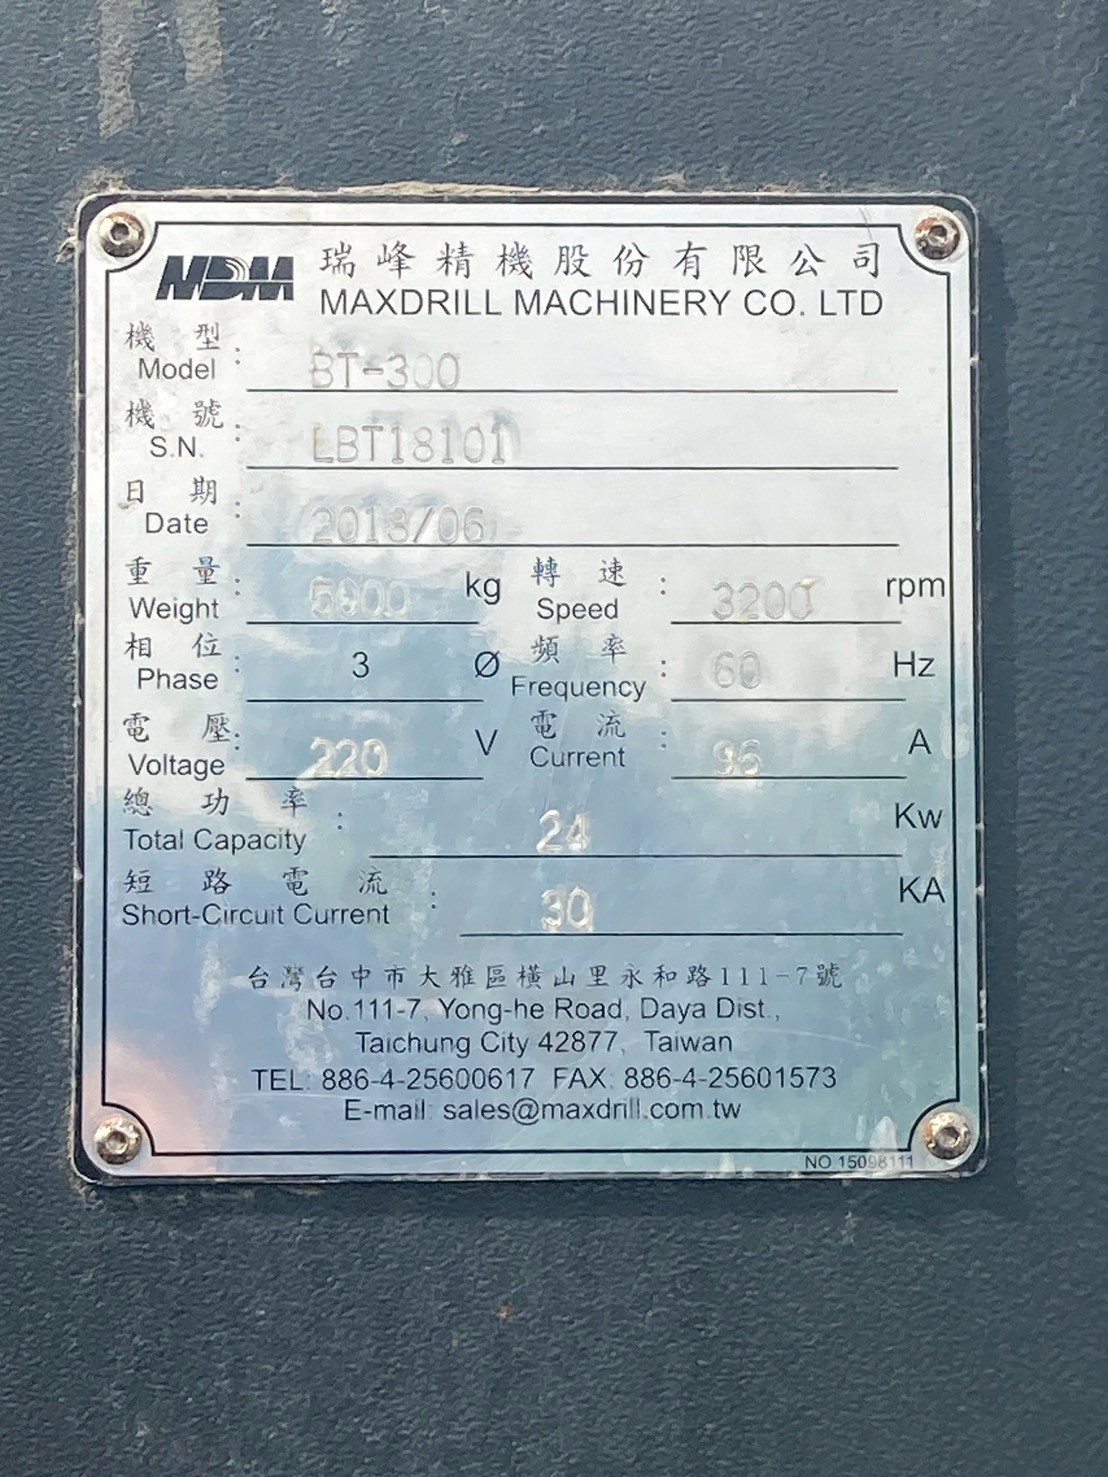 MDM 瑞峰精機股份有限公司
MAXDRILL MACHINERY CO. LTD
機型
Model : BT-300
機號
S.N. : LBT18101
日期
Date : 2018/06
重量
Weight : kg
轉速
Speed : 3200 rpm
相位
Phase : 3 Ø
頻率
Frequency : 60 Hz
電壓
Voltage : 220 V
電流
Current : 96 A
總功率
Total Capacity : 24 Kw
短路電流
Short-Circuit Current : 30 KA
台灣台中市大雅區橫山里永和路111-7號
No.111-7, Yong-he Road, Daya Dist.,
Taichung City 42877, Taiwan
TEL: 886-4-25600617 FAX: 886-4-25601573
E-mail: sales@maxdrill.com.tw
NO 15098111